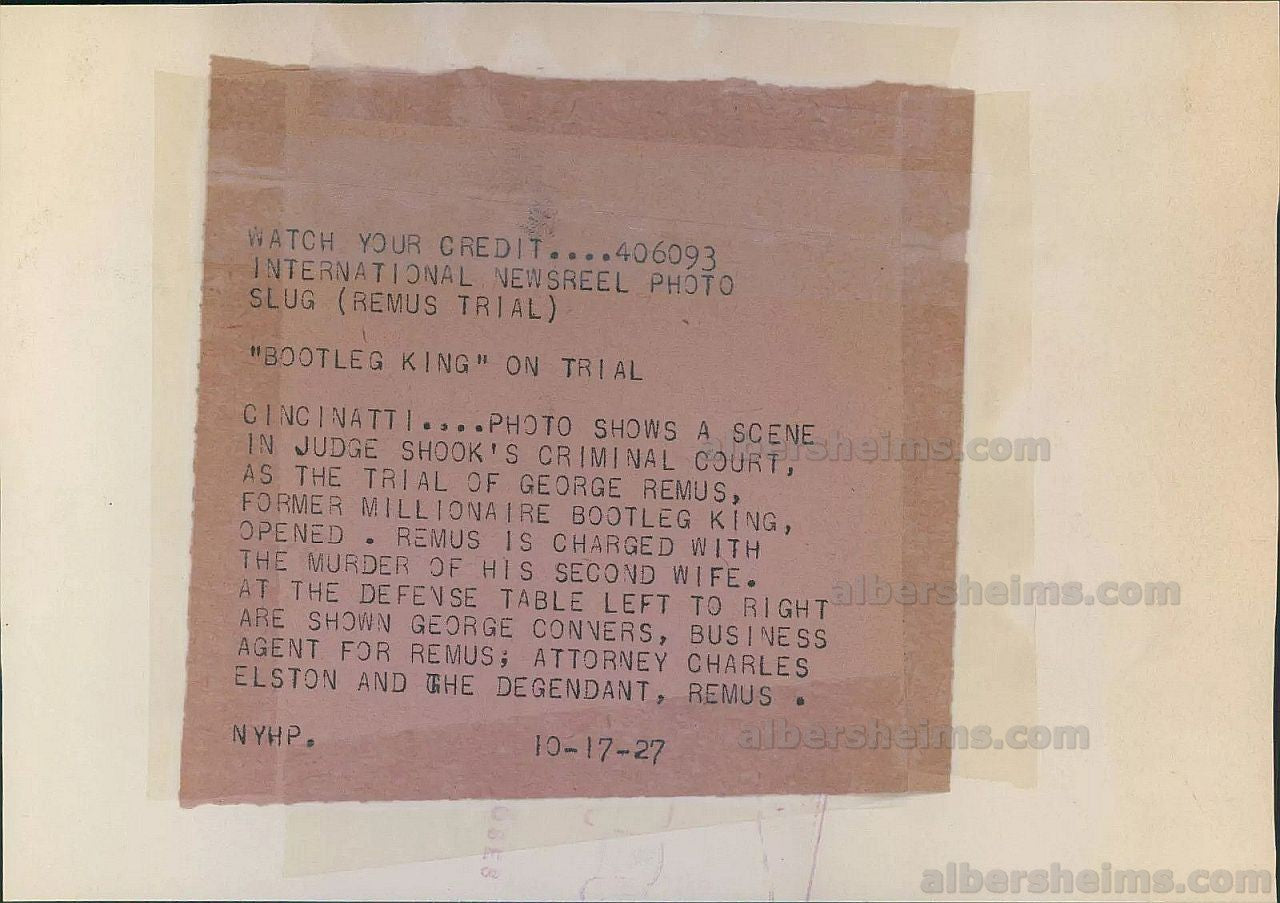 WATCH YOUR CREDIT....406093
INTERNATIONAL NEWSREEL PHOTO
SLUG (REMUS TRIAL)
"BOOTLEG KING" ON TRIAL
CINCINATTI....PHOTO SHOWS A SCENE
IN JUDGE SHOOK'S CRIMINAL COURT,
AS THE TRIAL OF GEORGE REMUS,
FORMER MILLIONAIRE BOOTLEG KING,
OPENED . REMUS IS CHARGED WITH
THE MURDER OF HIS SECOND WIFE.
AT THE DEFENSE TABLE LEFT TO RIGHT
ARE SHOWN GEORGE CONNERS, BUSINESS
AGENT FOR REMUS; ATTORNEY CHARLES
ELSTON AND THE DEGENDANT, REMUS .
NYHP. 10-17-27
albersheims.com
albersheims.com
albersheims.com
albersheims.com